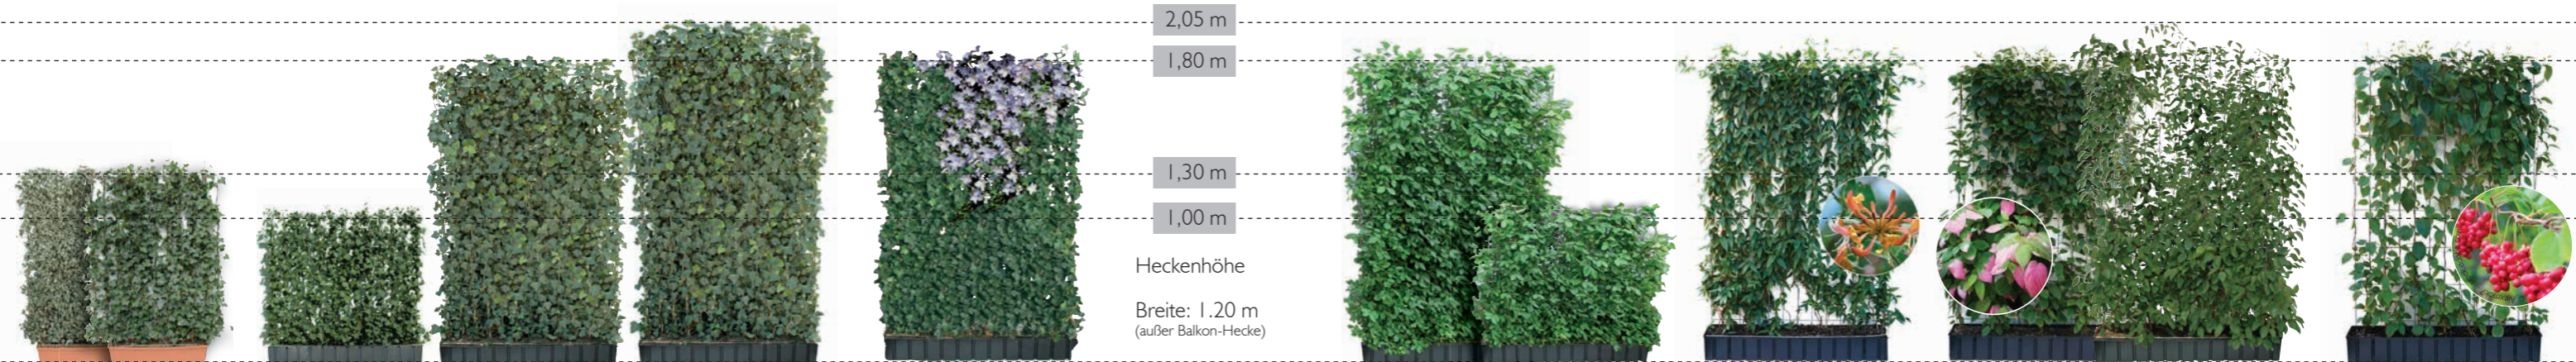 2,05 m
1,80 m
1,30 m
1,00 m
Heckenhöhe
Breite: 1.20 m
(außer Balkon-Hecke)